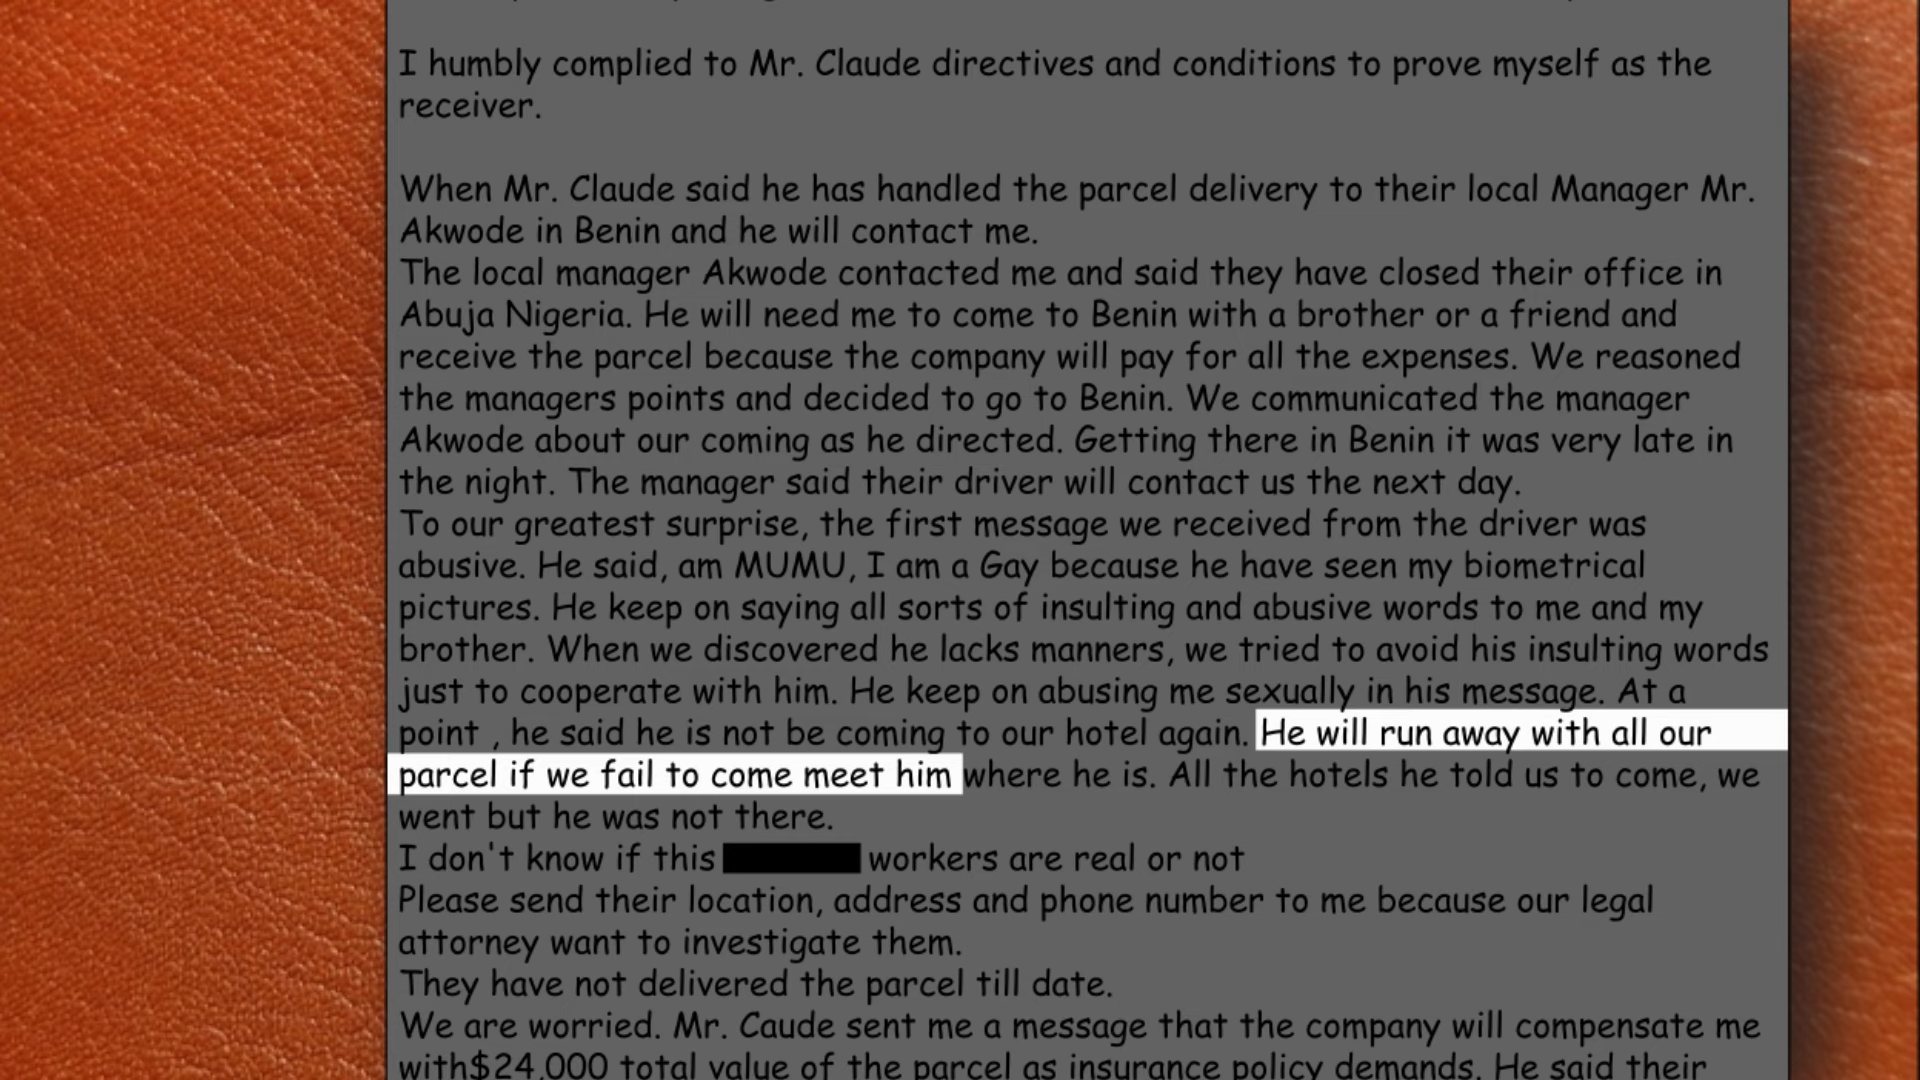 I humbly complied to Mr. Claude directives and conditions to prove myself as the
receiver.
When Mr. Claude said he has handled the parcel delivery to their local Manager Mr.
Akwode in Benin and he will contact me.
The local manager Akwode contacted me and said they have closed their office in
Abuja Nigeria. He will need me to come to Benin with a brother or a friend and
receive the parcel because the company will pay for all the expenses. We reasoned
the managers points and decided to go to Benin. We communicated the manager
Akwode about our coming as he directed. Getting there in Benin it was very late in
the night. The manager said their driver will contact us the next day.
To our greatest surprise, the first message we received from the driver was
abusive. He said, am MUMU, I am a Gay because he have seen my biometrical
pictures. He keep on saying all sorts of insulting and abusive words to me and my
brother. When we discovered he lacks manners, we tried to avoid his insulting words
just to cooperate with him. He keep on abusing me sexually in his message. At a
point , he said he is not be coming to our hotel again. He will run away with all our
parcel if we fail to come meet him where he is. All the hotels he told us to come, we
went but he was not there.
I don't know if this workers are real or not
Please send their location, address and phone number to me because our legal
attorney want to investigate them.
They have not delivered the parcel till date.
We are worried. Mr. Caude sent me a message that the company will compensate me
with$24,000 total value of the parcel as insurance policy demands. He said their